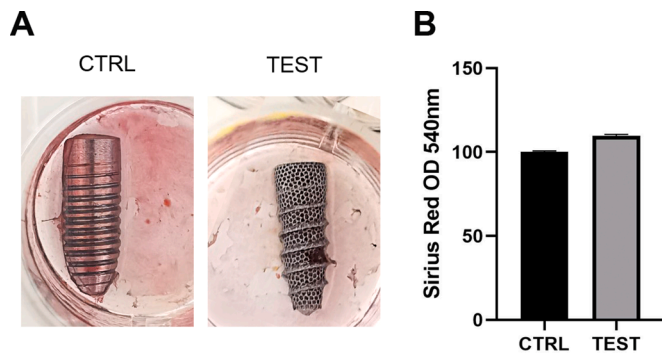 A
CTRL
TEST
B
Sirius Red OD 540nm
150
100
50
0
CTRL
TEST